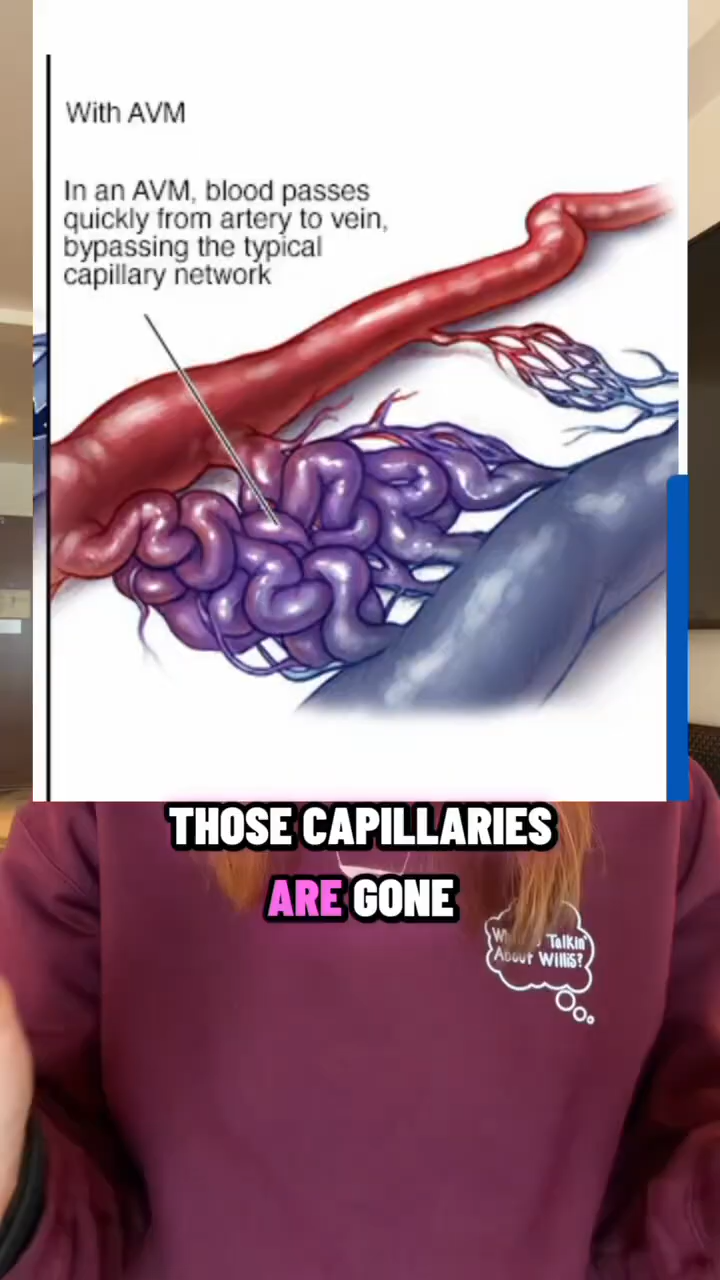 With AVM
In an AVM, blood passes
quickly from artery to vein,
bypassing the typical
capillary network
THOSE CAPILLARIES
ARE GONE
Talkin'
About Willis?